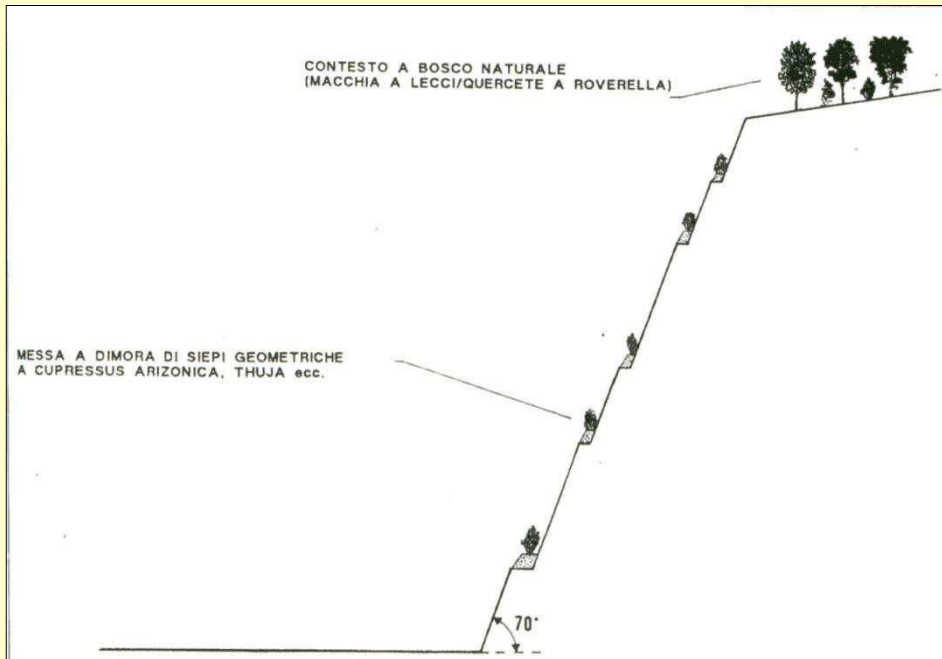 CONTESTO A BOSCO NATURALE
(MACCHIA A LECCI/QUERCETE A ROVERELLA)
MESSA A DIMORA DI SIEPI GEOMETRICHE
A CUPRESSUS ARIZONICA, THUJA ecc.
70°